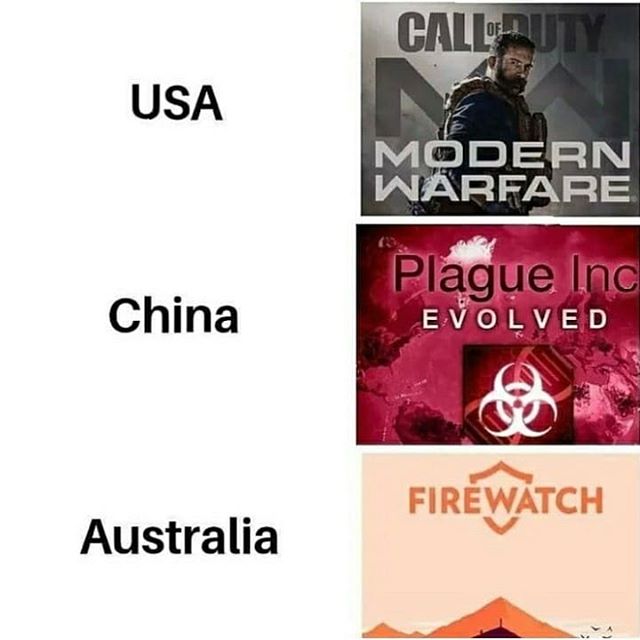 USA
CALL OF DUTY
MODERN
WARFARE
China
Plague Inc
EVOLVED
Australia
FIREWATCH